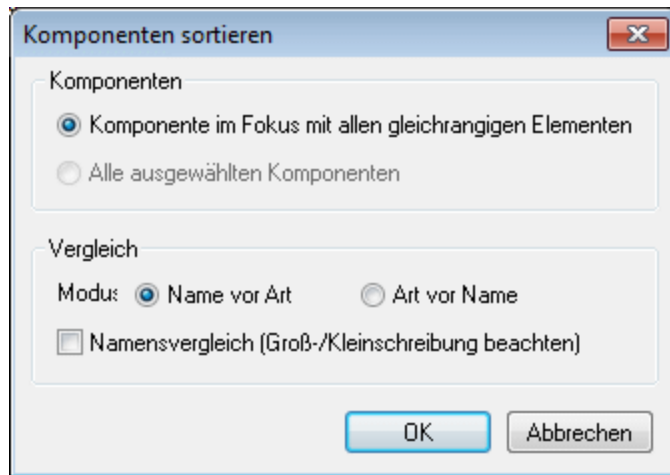 Komponenten sortieren
Komponenten
Komponente im Fokus mit allen gleichrangigen Elementen
Alle ausgewählten Komponenten
Vergleich
Modus Name vor Art Art vor Name
Namensvergleich (Groß-/Kleinschreibung beachten)
OK Abbrechen